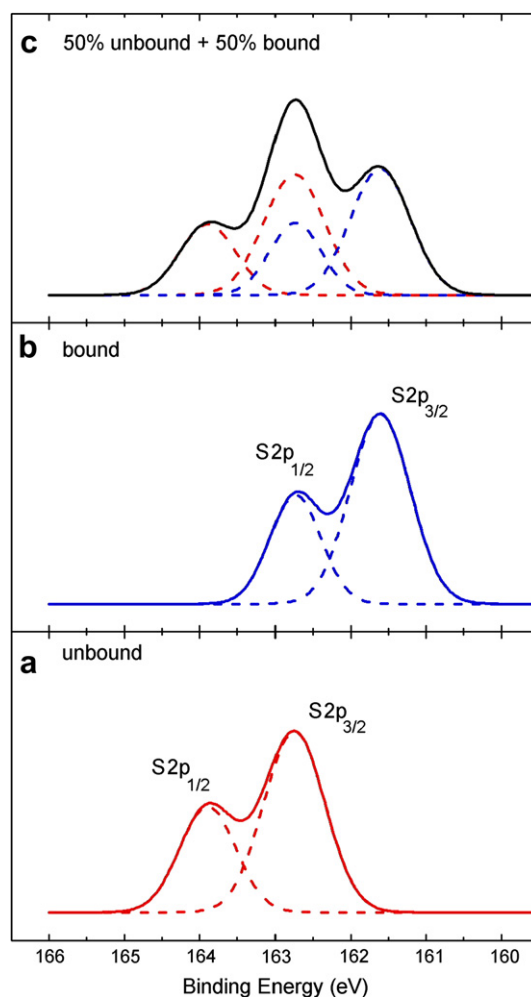 c 50% unbound + 50% bound
b bound
S2p3/2
S2p1/2
a unbound
S2p3/2
S2p1/2
166 165 164 163 162 161 160
Binding Energy (eV)